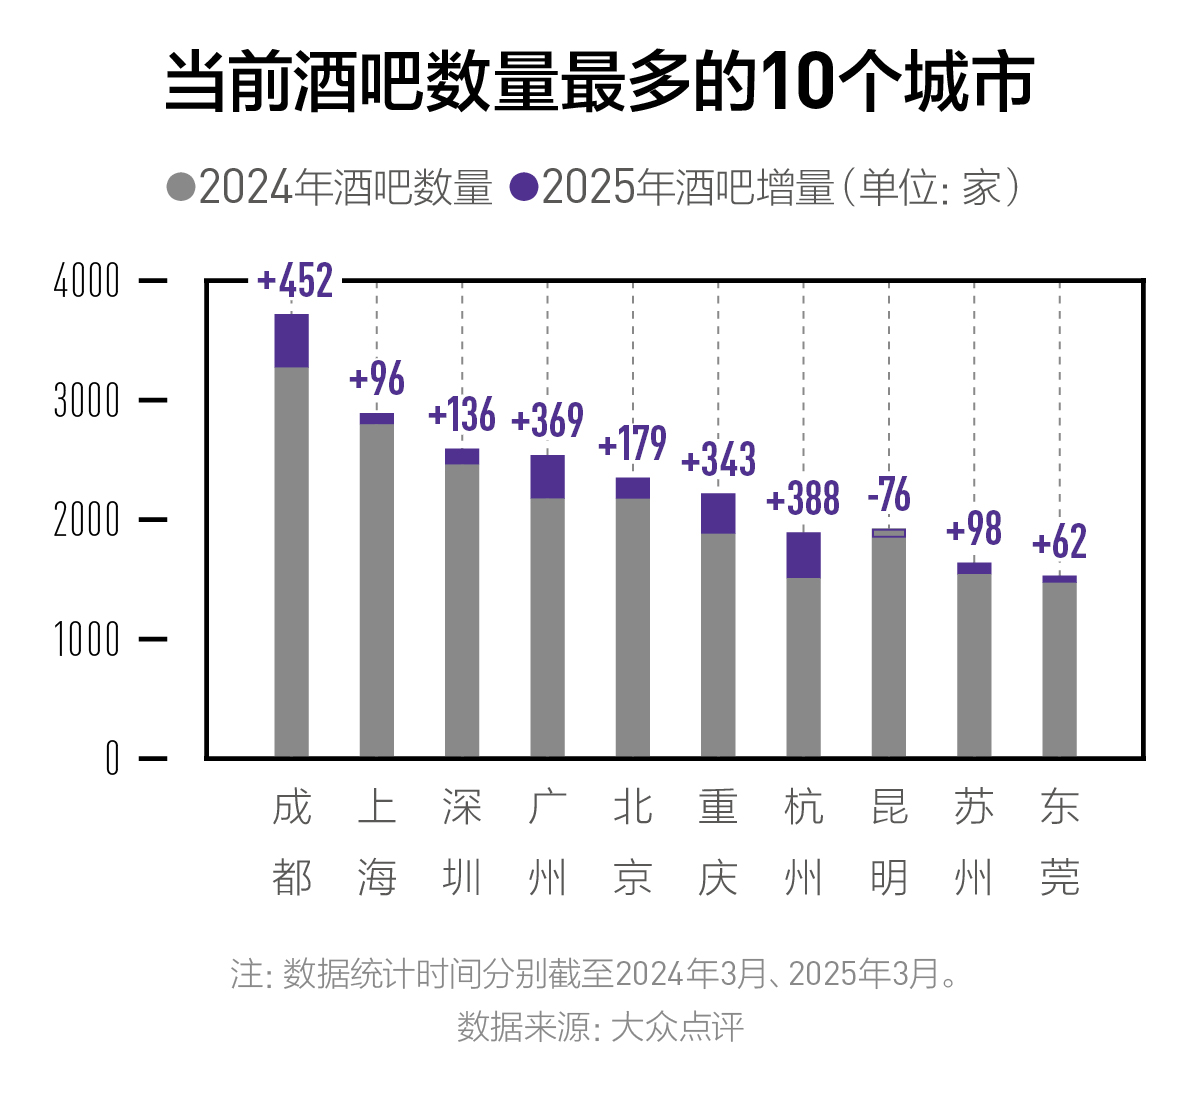 当前酒吧数量最多的10个城市
2024年酒吧数量 2025年酒吧增量（单位：家）
4000
3000
2000
1000
0
+452
+96
+136
+369
+179
+343
+388
-76
+98
+62
成都
上海
深圳
广州
北京
重庆
杭州
昆明
苏州
东莞
注：数据统计时间分别截至2024年3月、2025年3月。
数据来源：大众点评